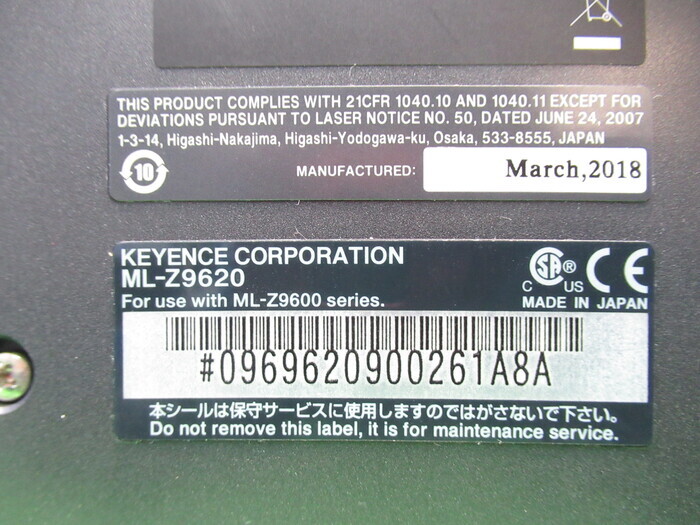 THIS PRODUCT COMPLIES WITH 21CFR 1040.10 AND 1040.11 EXCEPT FOR
DEVIATIONS PURSUANT TO LASER NOTICE NO. 50, DATED JUNE 24, 2007
1-3-14, Higashi-Nakajima, Higashi-Yodogawa-ku, Osaka, 533-8555, JAPAN
10
MANUFACTURED: March,2018
KEYENCE CORPORATION
ML-Z9620
For use with ML-Z9600 series.
C SA ® US CE
MADE IN JAPAN
#0969620900261A8A
本シールは保守サービスに使用しますのではがさないで下さい。
Do not remove this label, it is for maintenance service.